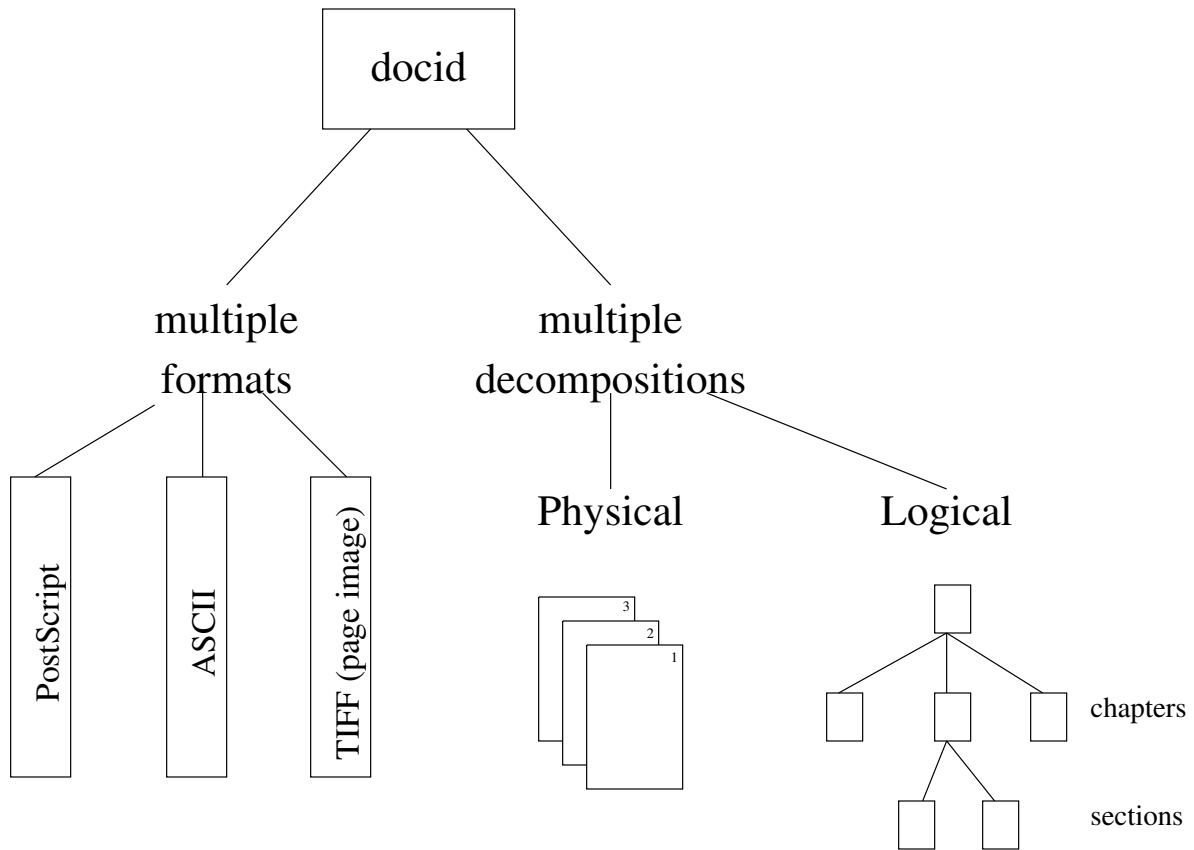 docid
multiple
formats
multiple
decompositions
PostScript
ASCII
TIFF (page image)
Physical
Logical
3
2
1
chapters
sections